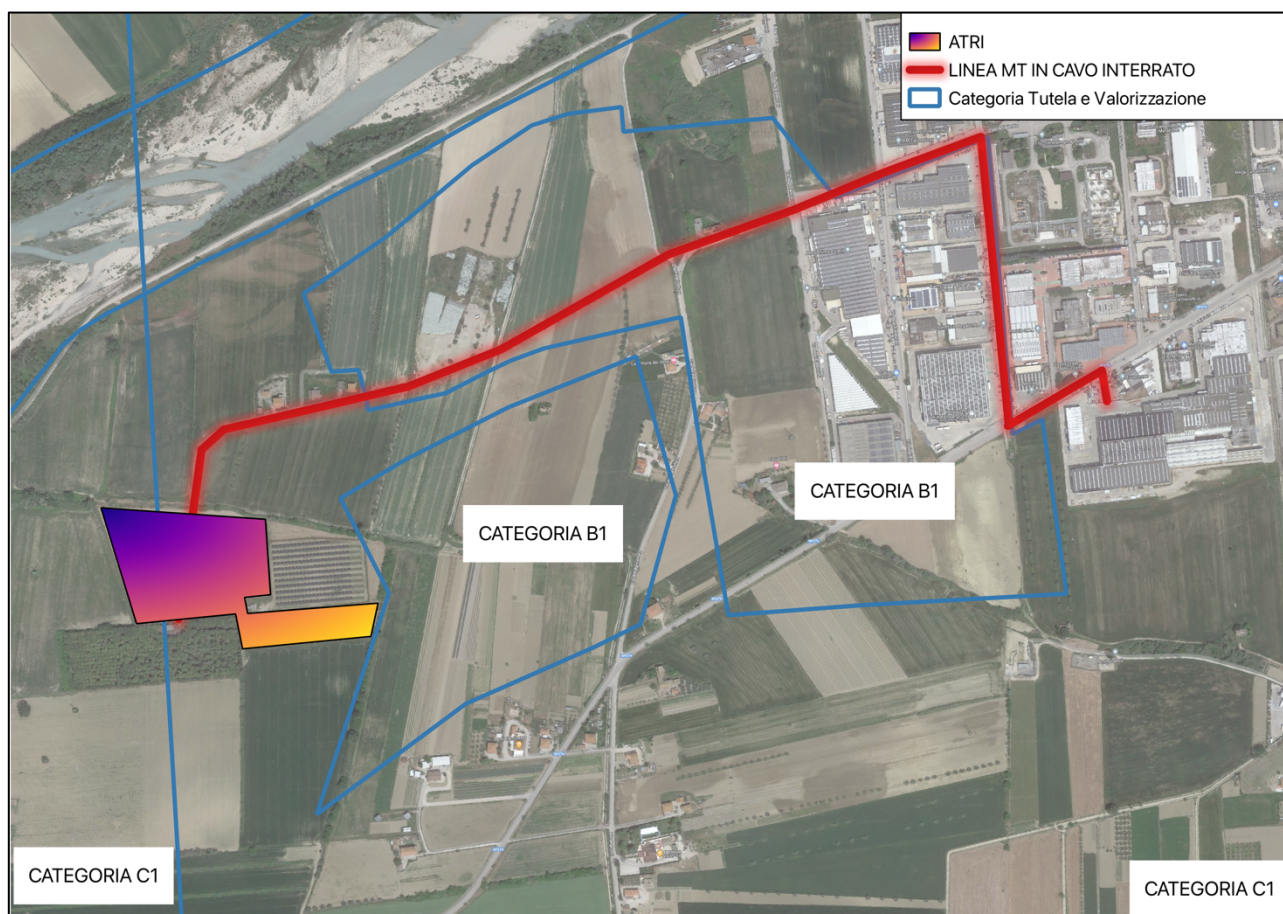 ATRI
LINEA MT IN CAVO INTERRATO
Categoria Tutela e Valorizzazione
CATEGORIA B1
CATEGORIA B1
CATEGORIA C1
CATEGORIA C1